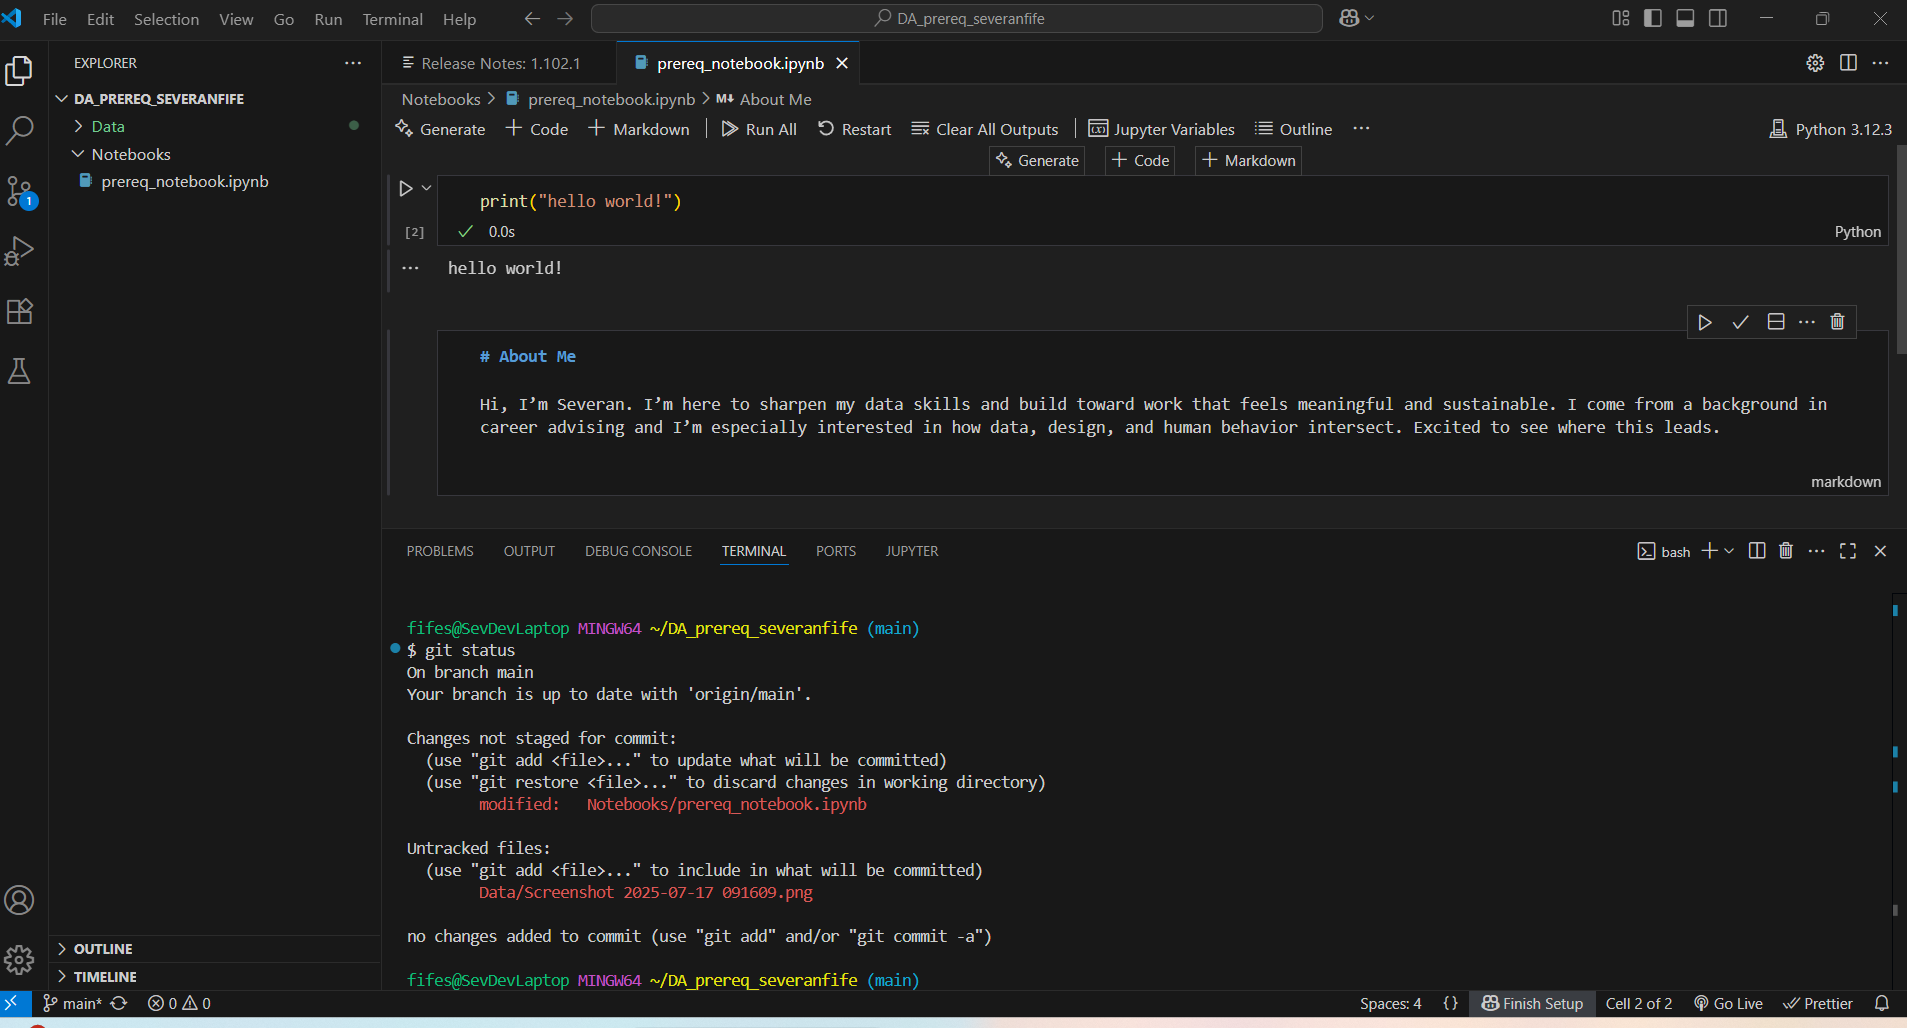 File Edit Selection View Go Run Terminal Help
DA_prereq_severanfife
EXPLORER
DA_PREREQ_SEVERANFIFE
Data
Notebooks
prereq_notebook.ipynb
1
OUTLINE
TIMELINE
Release Notes: 1.102.1
prereq_notebook.ipynb
Notebooks > prereq_notebook.ipynb > M↓ About Me
Generate + Code + Markdown Run All Restart Clear All Outputs Jupyter Variables Outline ... Python 3.12.3
Generate + Code + Markdown
print("hello world!")
[2] ✓ 0.0s Python
... hello world!
# About Me
Hi, I’m Severan. I’m here to sharpen my data skills and build toward work that feels meaningful and sustainable. I come from a background in
career advising and I’m especially interested in how data, design, and human behavior intersect. Excited to see where this leads.
markdown
PROBLEMS OUTPUT DEBUG CONSOLE TERMINAL PORTS JUPYTER
bash
fifes@SevDevLaptop MINGW64 ~/DA_prereq_severanfife (main)
$ git status
On branch main
Your branch is up to date with 'origin/main'.
Changes not staged for commit:
(use "git add <file>..." to update what will be committed)
(use "git restore <file>..." to discard changes in working directory)
modified: Notebooks/prereq_notebook.ipynb
Untracked files:
(use "git add <file>..." to include in what will be committed)
Data/Screenshot 2025-07-17 091609.png
no changes added to commit (use "git add" and/or "git commit -a")
fifes@SevDevLaptop MINGW64 ~/DA_prereq_severanfife (main)
main* 0 0 Spaces: 4 {} Finish Setup Cell 2 of 2 Go Live Prettier